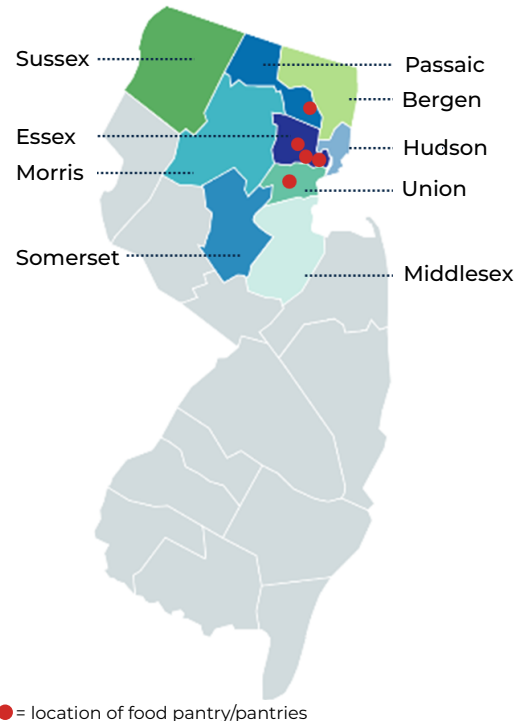 Sussex
Passaic
Bergen
Essex
Hudson
Morris
Union
Somerset
Middlesex
= location of food pantry/pantries